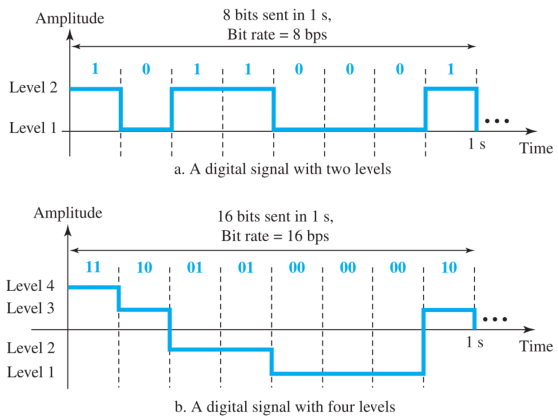 Amplitude
8 bits sent in 1 s,
Bit rate = 8 bps
1 0 1 1 0 0 0 1
Level 2
Level 1
1 s
Time
a. A digital signal with two levels
Amplitude
16 bits sent in 1 s,
Bit rate = 16 bps
11 10 01 01 00 00 00 10
Level 4
Level 3
Level 2
Level 1
1 s
Time
b. A digital signal with four levels